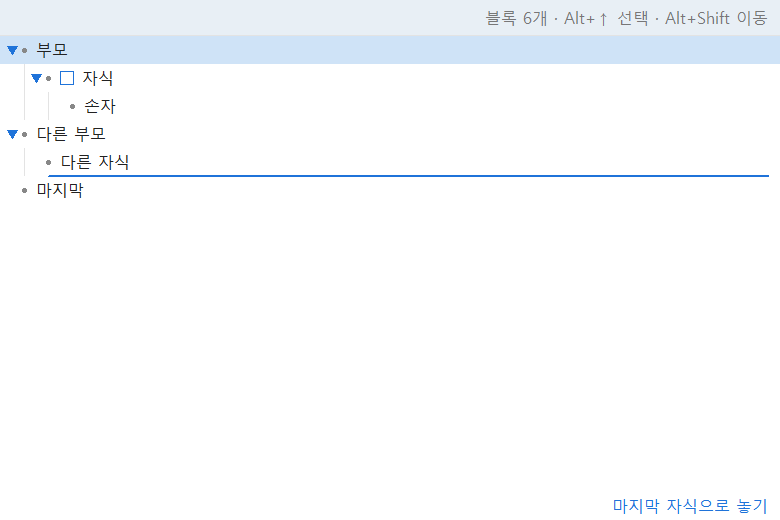 블록 6개 · Alt+↑ 선택 · Alt+Shift 이동
부모
자식
손자
다른 부모
다른 자식
마지막
마지막 자식으로 놓기